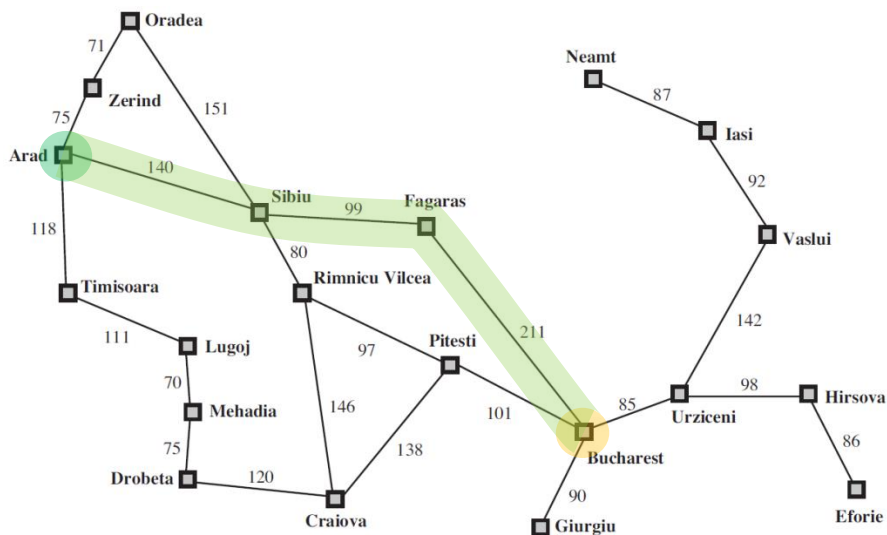 Oradea
71
Neamt
87
Zerind
151
75
Iasi
Arad
140
92
Sibiu
99
Fagaras
118
80
Vaslui
Timisoara
Rimnicu Vilcea
142
111
Lugoj
97
Pitesti
211
70
98
Hirsova
146
101
85
Urziceni
Mehadia
138
86
75
Bucharest
Drobeta
120
90
Craiova
Giurgiu
Eforie